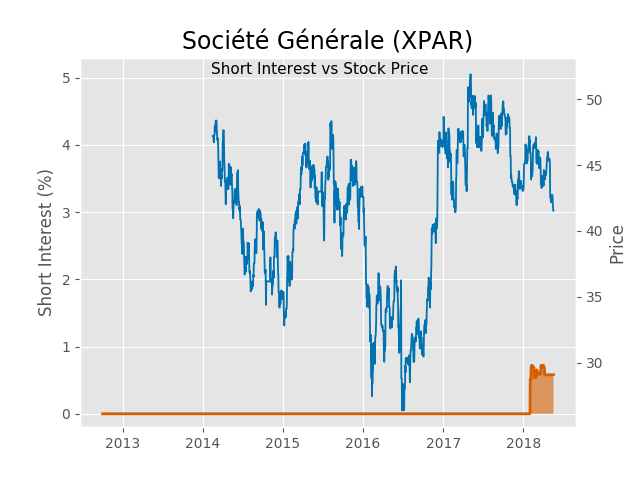 Société Générale (XPAR)
Short Interest vs Stock Price
Short Interest (%)
5
4
3
2
1
0
50
45
40
35
30
Price
2013 2014 2015 2016 2017 2018